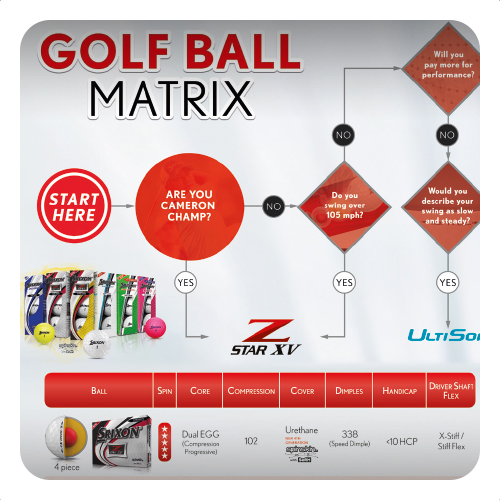 GOLF BALL
MATRIX
Will you
pay more for
performance?
NO
NO
START
HERE
ARE YOU
CAMERON
CHAMP?
NO
Do you
swing over
105 mph?
Would you
describe your
swing as slow
and steady?
YES
YES
YES
SRIXON
SRIXON
Z
STAR XV
ULTISO
BALL
SPIN
CORE
COMPRESSION
COVER
DIMPLES
HANDICAP
DRIVER SHAFT
FLEX
SRIXON
4 piece
Dual EGG
(Compression
Progressive)
102
Urethane
338
(Speed Dimple)
<10 HCP
X-Stiff /
Stiff Flex